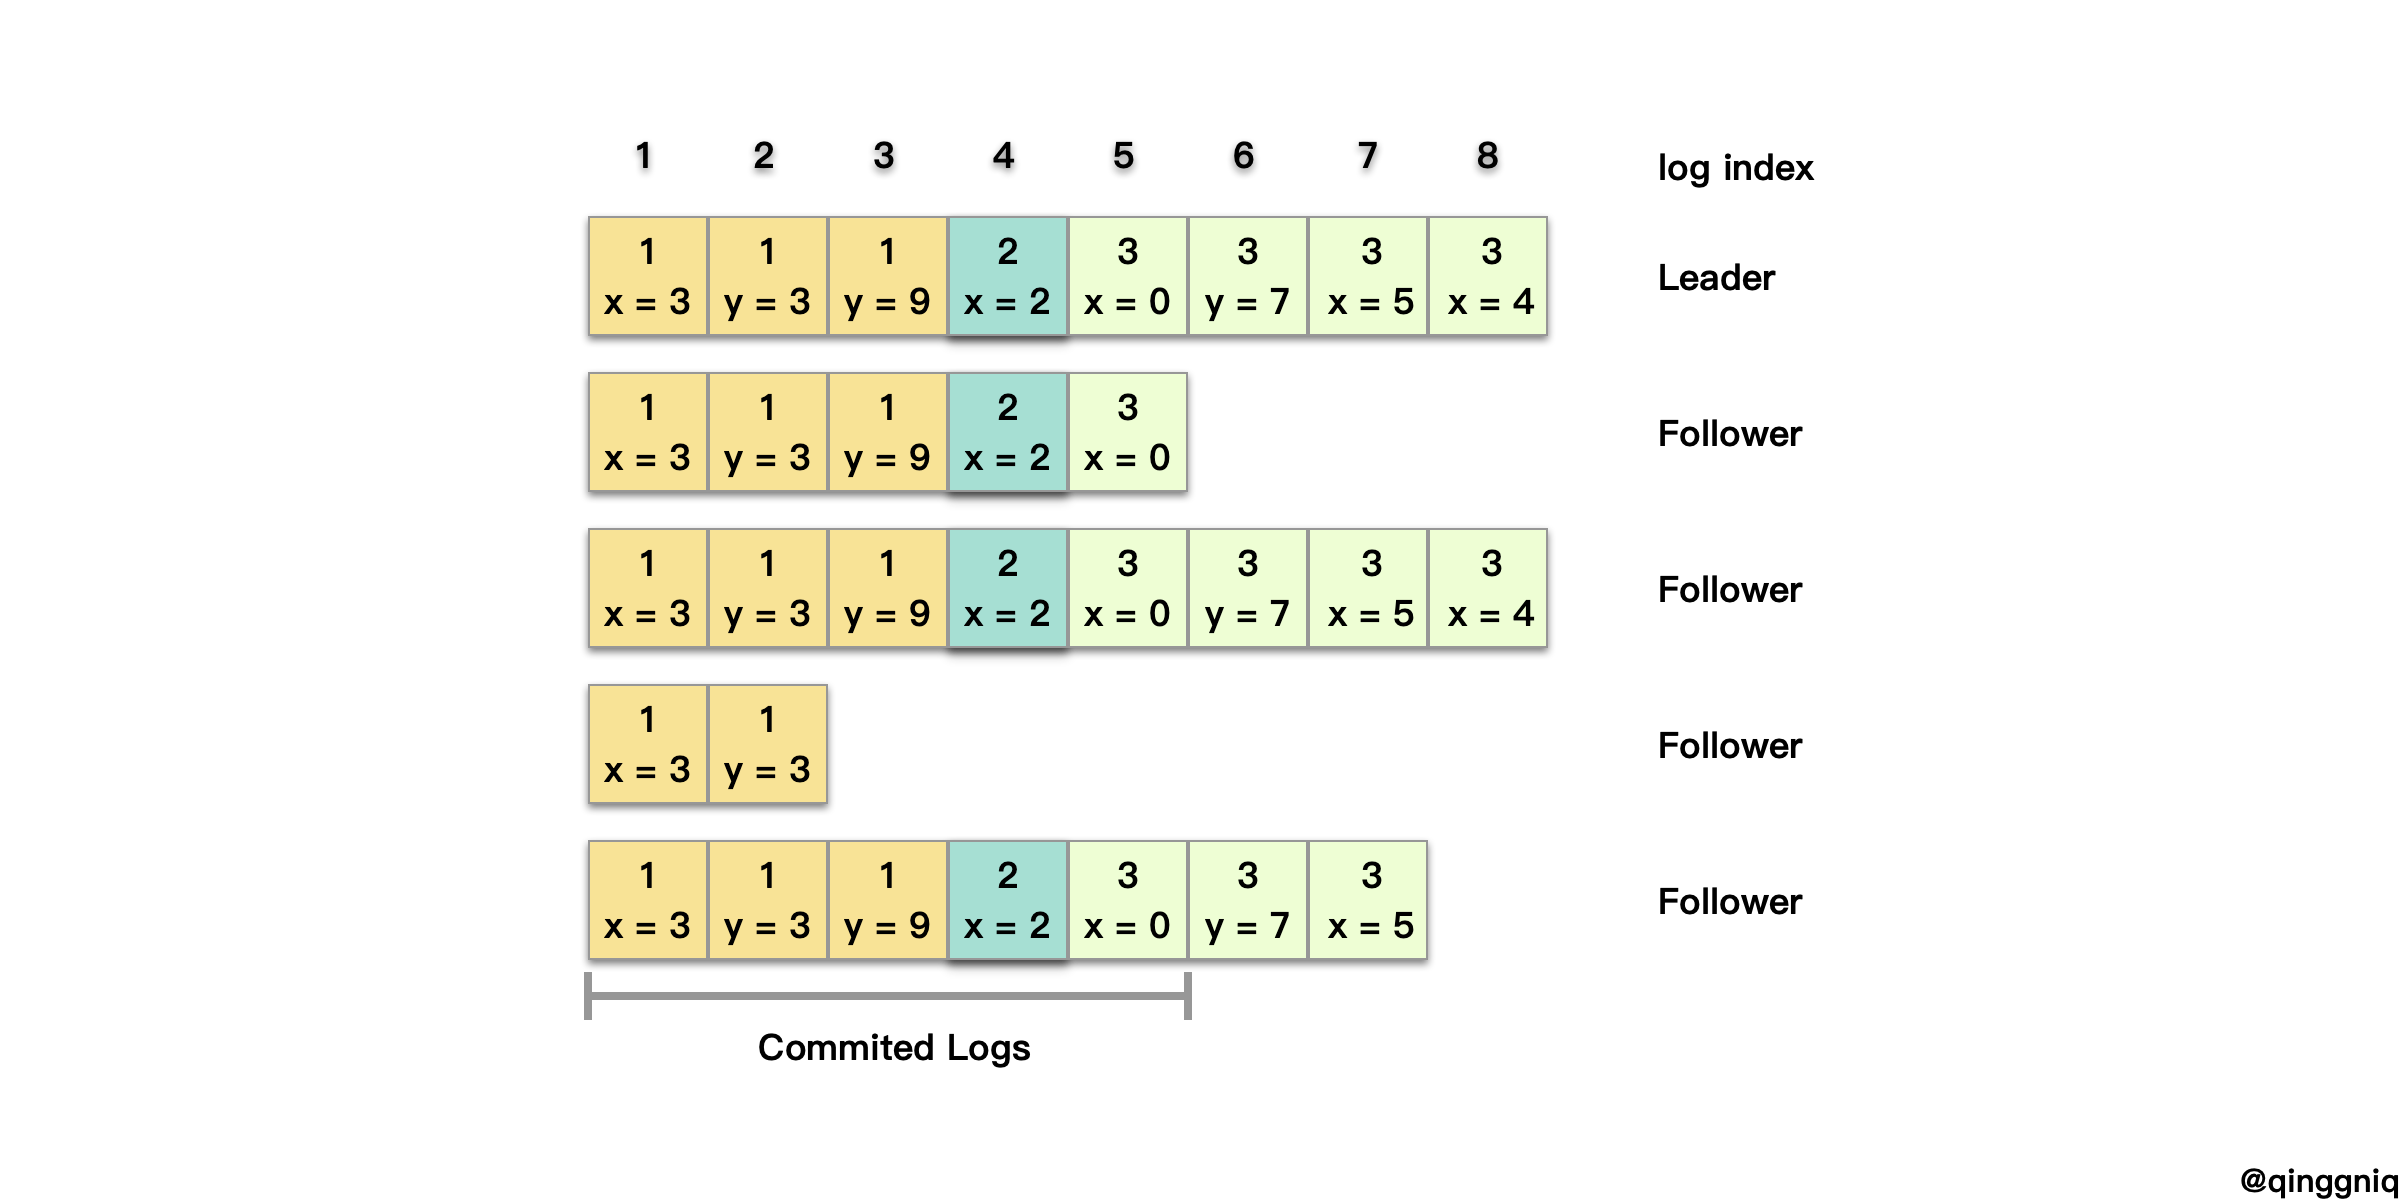 1 2 3 4 5 6 7 8 log index
1 1 1 2 3 3 3 3
x = 3 y = 3 y = 9 x = 2 x = 0 y = 7 x = 5 x = 4
Leader
1 1 1 2 3
x = 3 y = 3 y = 9 x = 2 x = 0
Follower
1 1 1 2 3 3 3 3
x = 3 y = 3 y = 9 x = 2 x = 0 y = 7 x = 5 x = 4
Follower
1 1
x = 3 y = 3
Follower
1 1 1 2 3 3 3
x = 3 y = 3 y = 9 x = 2 x = 0 y = 7 x = 5
Follower
Commited Logs
@qinggniq